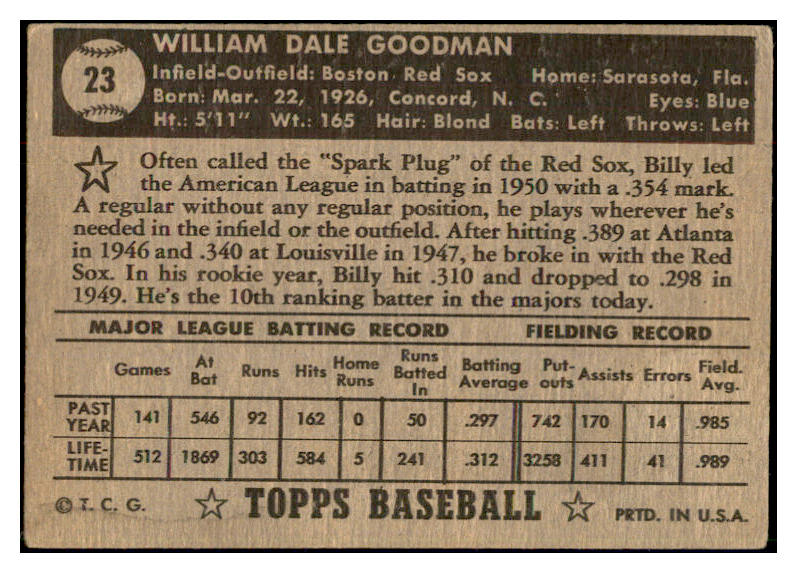 23
WILLIAM DALE GOODMAN
Infield-Outfield: Boston Red Sox Home: Sarasota, Fla.
Born: Mar. 22, 1926, Concord, N. C. Eyes: Blue
Ht.: 5'11" Wt.: 165 Hair: Blond Bats: Left Throws: Left
Often called the "Spark Plug" of the Red Sox, Billy led
the American League in batting in 1950 with a .354 mark.
A regular without any regular position, he plays wherever he's
needed in the infield or the outfield. After hitting .389 at Atlanta
in 1946 and .340 at Louisville in 1947, he broke in with the Red
Sox. In his rookie year, Billy hit .310 and dropped to .298 in
1949. He's the 10th ranking batter in the majors today.
MAJOR LEAGUE BATTING RECORD FIELDING RECORD
Games At Bat Runs Hits Home Runs Runs Batted In Batting Average Put-outs Assists Errors Field. Avg.
PAST YEAR 141 546 92 162 0 50 .297 742 170 14 .985
LIFE-TIME 512 1869 303 584 5 241 .312 3258 411 41 .989
© T. C. G. TOPPS BASEBALL PRTD. IN U.S.A.